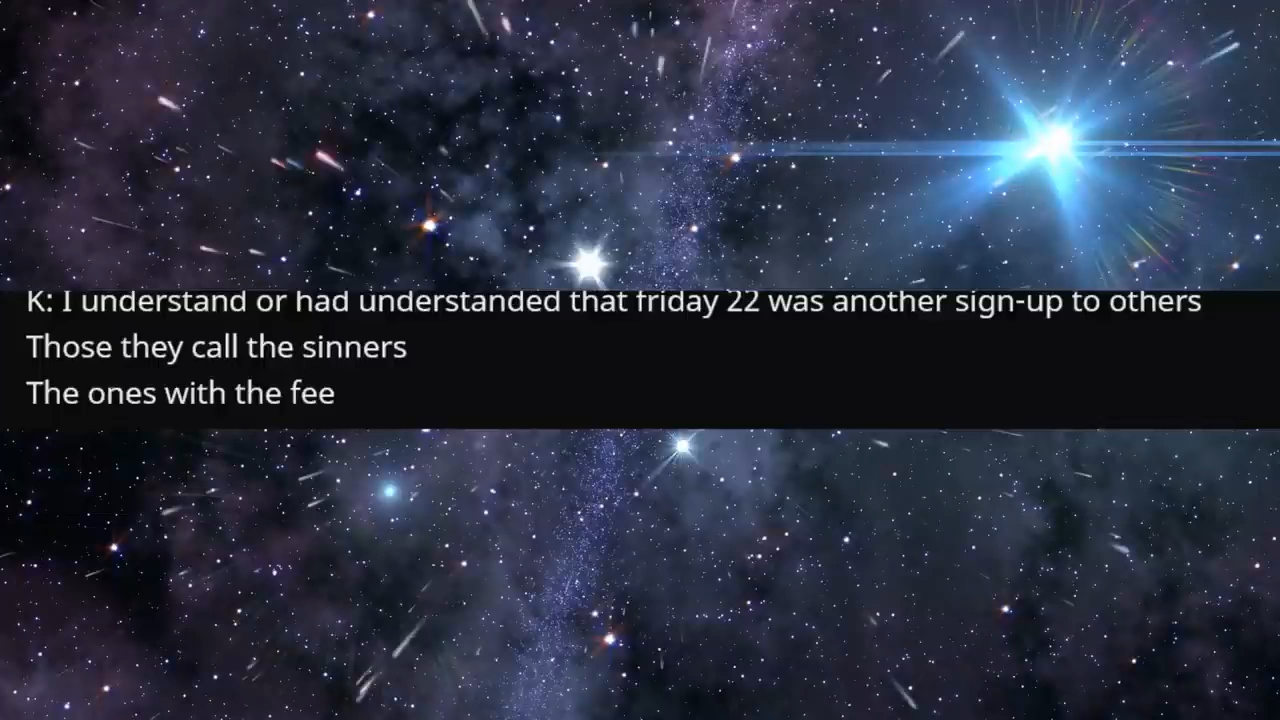 K: I understand or had understanded that friday 22 was another sign-up to others
Those they call the sinners
The ones with the fee